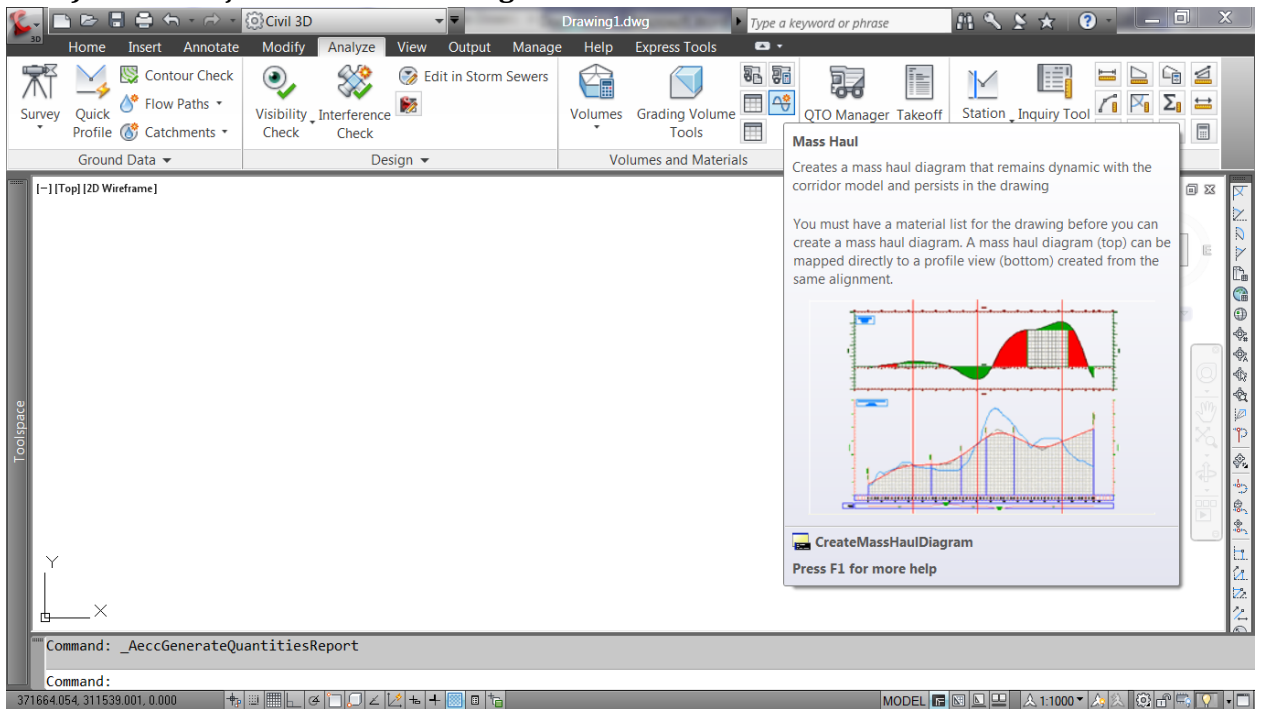 Civil 3D
Drawing1.dwg
Type a keyword or phrase
3D
Home Insert Annotate Modify Analyze View Output Manage Help Express Tools
Survey
Quick Profile
Contour Check
Flow Paths
Catchments
Visibility Check
Interference Check
Edit in Storm Sewers
Volumes
Grading Volume Tools
QTO Manager
Takeoff
Station
Inquiry Tool
Ground Data
Design
Volumes and Materials
[−] [Top] [2D Wireframe]
Mass Haul
Creates a mass haul diagram that remains dynamic with the
corridor model and persists in the drawing
You must have a material list for the drawing before you can
create a mass haul diagram. A mass haul diagram (top) can be
mapped directly to a profile view (bottom) created from the
same alignment.
CreateMassHaulDiagram
Press F1 for more help
E
Toolspace
Y
X
Command: _AeccGenerateQuantitiesReport
Command:
371664.054, 311539.001, 0.000
MODEL
1:1000